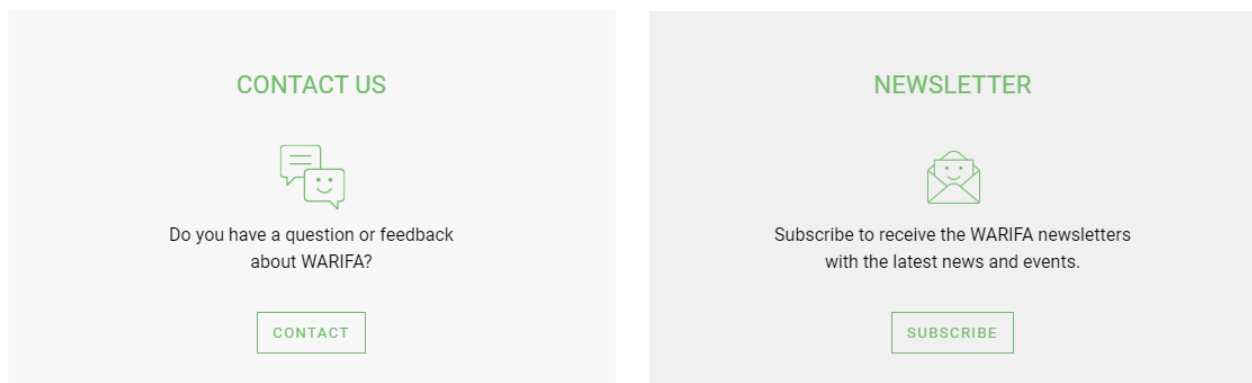 CONTACT US
Do you have a question or feedback
about WARIFA?
CONTACT
NEWSLETTER
Subscribe to receive the WARIFA newsletters
with the latest news and events.
SUBSCRIBE